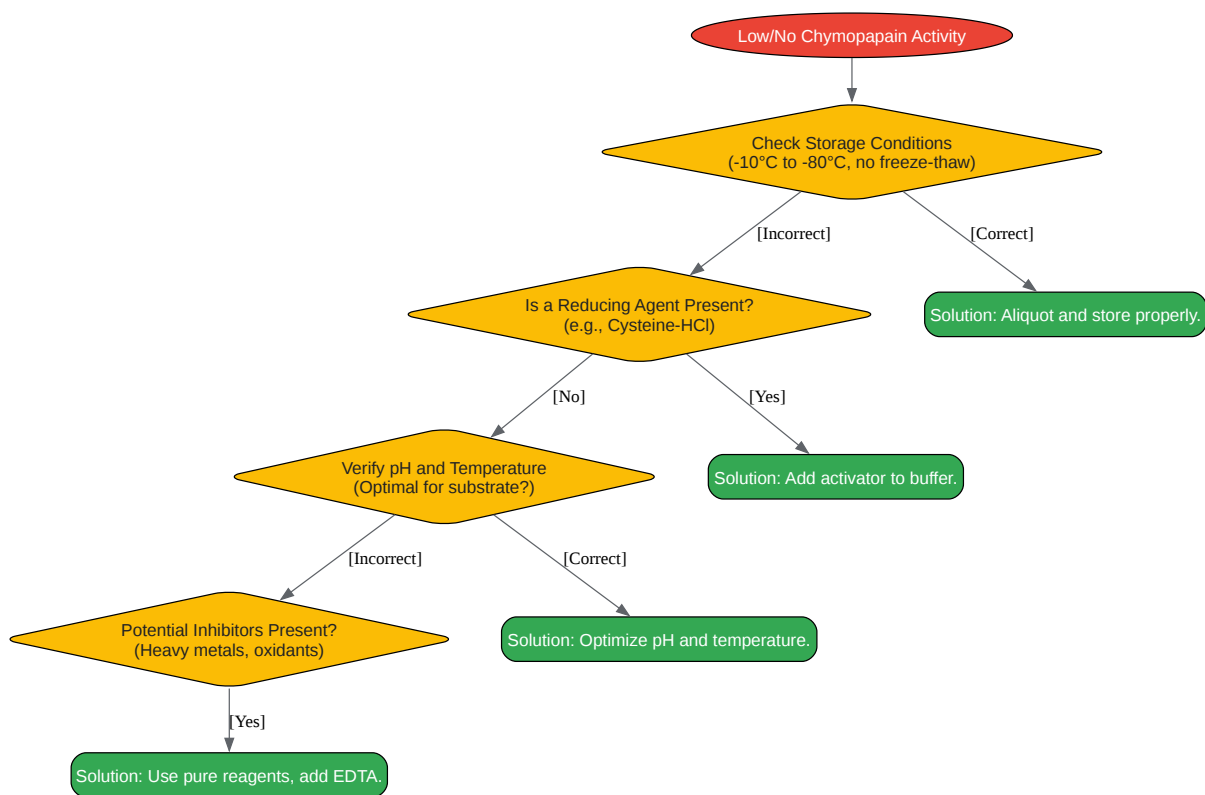 Low/No Chymopapain Activity
Check Storage Conditions
(-10°C to -80°C, no freeze-thaw)
[Incorrect]
[Correct]
Is a Reducing Agent Present?
(e.g., Cysteine-HCl)
Solution: Aliquot and store properly.
[No]
[Yes]
Verify pH and Temperature
(Optimal for substrate?)
Solution: Add activator to buffer.
[Incorrect]
[Correct]
Potential Inhibitors Present?
(Heavy metals, oxidants)
Solution: Optimize pH and temperature.
[Yes]
Solution: Use pure reagents, add EDTA.